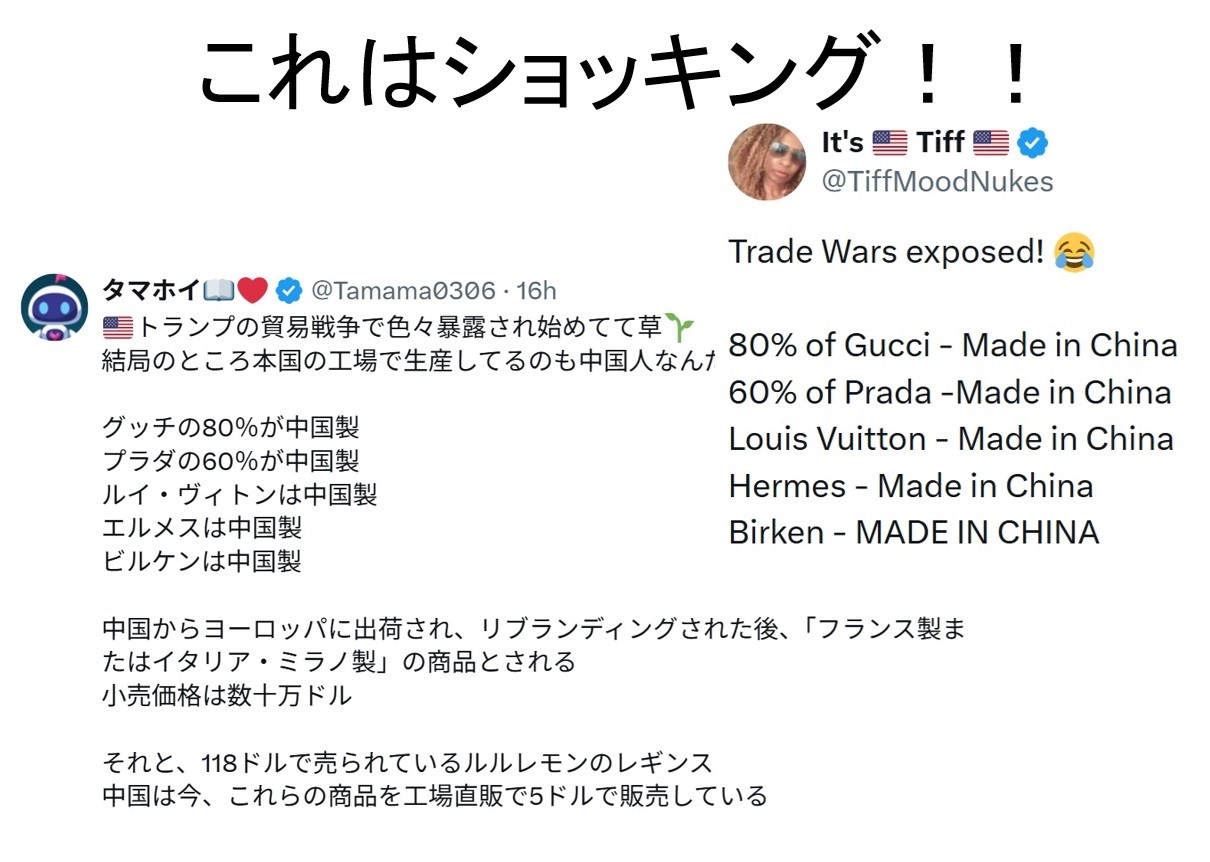 これはショッキング！！
It's 🇺🇸 Tiff 🇺🇸
@TiffMoodNukes
Trade Wars exposed! 😂
80% of Gucci - Made in China
60% of Prada -Made in China
Louis Vuitton - Made in China
Hermes - Made in China
Birken - MADE IN CHINA
タマホイ📖❤️ @Tamama0306 · 16h
🇺🇸トランプの貿易戦争で色々暴露され始めてて草🌱
結局のところ本国の工場で生産してるのも中国人なんだ
グッチの80％が中国製
プラダの60％が中国製
ルイ・ヴィトンは中国製
エルメスは中国製
ビルケンは中国製
中国からヨーロッパに出荷され、リブランディングされた後、「フランス製ま
たはイタリア・ミラノ製」の商品とされる
小売価格は数十万ドル
それと、118ドルで売られているルルレモンのレギンス
中国は今、これらの商品を工場直販で5ドルで販売している